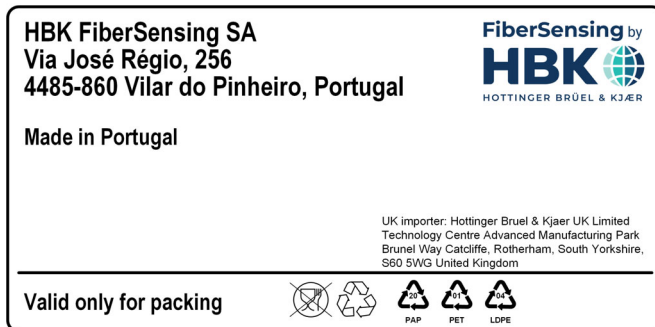 HBK FiberSensing SA
Via José Régio, 256
4485-860 Vilar do Pinheiro, Portugal
Made in Portugal
FiberSensing by
HBK
HOTTINGER BRÜEL & KJÆR
UK importer: Hottinger Bruel & Kjaer UK Limited
Technology Centre Advanced Manufacturing Park
Brunel Way Catcliffe, Rotherham, South Yorkshire,
S60 5WG United Kingdom
Valid only for packing
20
PAP
01
PET
04
LDPE